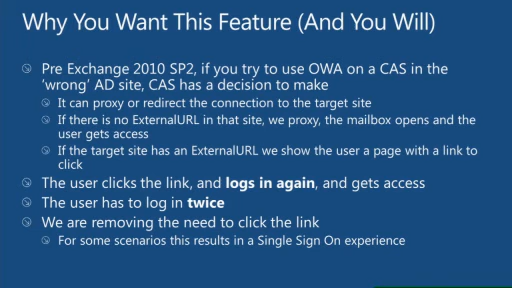 Why You Want This Feature (And You Will)
Pre Exchange 2010 SP2, if you try to use OWA on a CAS in the
'wrong' AD site, CAS has a decision to make
It can proxy or redirect the connection to the target site
If there is no ExternalURL in that site, we proxy, the mailbox opens and the
user gets access
If the target site has an ExternalURL we show the user a page with a link to
click
The user clicks the link, and logs in again, and gets access
The user has to log in twice
We are removing the need to click the link
For some scenarios this results in a Single Sign On experience